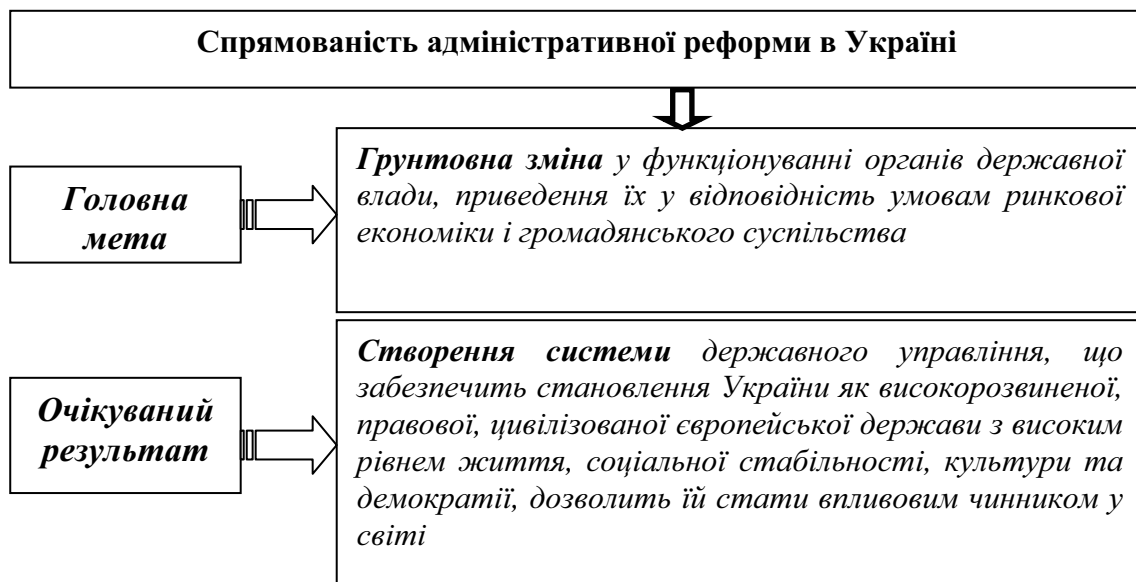 Спрямованість адміністративної реформи в Україні
Головна
мета
Грунтовна зміна у функціонуванні органів державної
влади, приведення їх у відповідність умовам ринкової
економіки і громадянського суспільства
Очікуваний
результат
Створення системи державного управління, що
забезпечить становлення України як високорозвиненої,
правової, цивілізованої європейської держави з високим
рівнем життя, соціальної стабільності, культури та
демократії, дозволить їй стати впливовим чинником у
світі